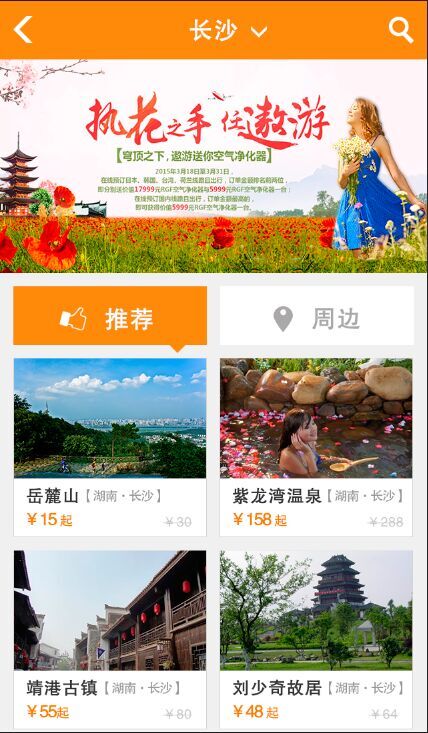 长沙
执花之手 任遨游
【穹顶之下，遨游送你空气净化器】
2015年3月18日至3月31日，
在线预订日本、韩国、台湾、荷兰线路且出行，订单金额排名前两位，
即分别送价值17999元RGF空气净化器与5999元RGF空气净化器一台；
在线预订国内线路且出行，订单金额最高的，
即可获得价值5999元RGF空气净化器一台。
推荐
周边
岳麓山【湖南·长沙】
¥15起
¥30
紫龙湾温泉【湖南·长沙】
¥158起
¥288
靖港古镇【湖南·长沙】
¥55起
¥80
刘少奇故居【湖南·长沙】
¥48起
¥64